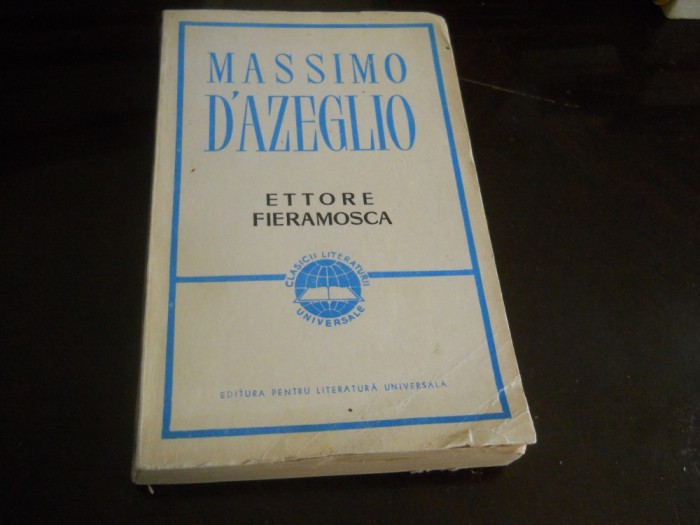 MASSIMO
D'AZEGLIO
ETTORE
FIERAMOSCA
CLASICII LITERATURII
UNIVERSALE
EDITURA PENTRU LITERATURĂ UNIVERSALĂ